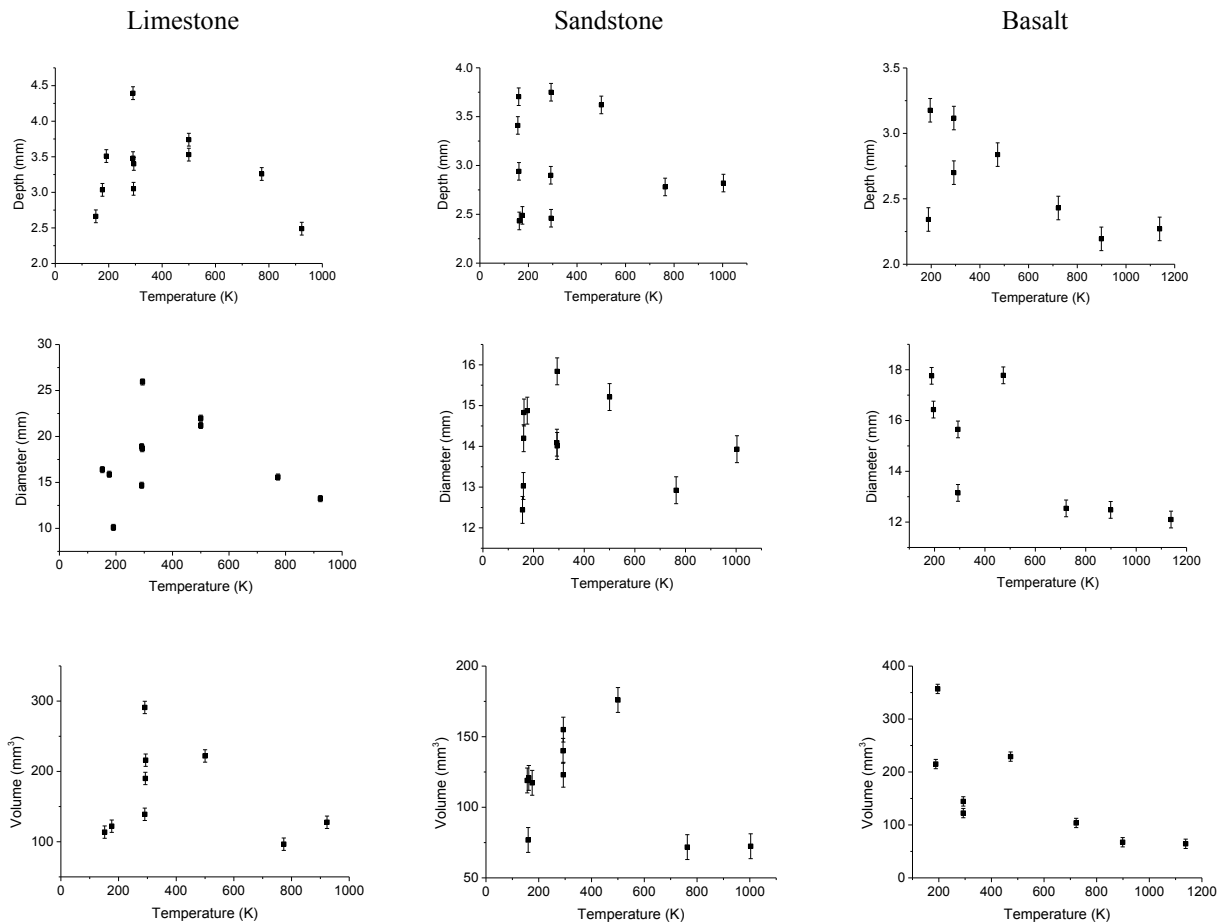 Limestone Sandstone Basalt
4.5
4.0
3.5
3.0
2.5
2.0
Depth (mm)
0 200 400 600 800 1000
Temperature (K)
4.0
3.5
3.0
2.5
2.0
Depth (mm)
0 200 400 600 800 1000
Temperature (K)
3.5
3.0
2.5
2.0
Depth (mm)
200 400 600 800 1000 1200
Temperature (K)
30
25
20
15
10
Diameter (mm)
0 200 400 600 800 1000
Temperature (K)
16
15
14
13
12
Diameter (mm)
0 200 400 600 800 1000
Temperature (K)
18
16
14
12
Diameter (mm)
200 400 600 800 1000 1200
Temperature (K)
300
200
100
Volume (mm³)
0 200 400 600 800 1000
Temperature (K)
200
150
100
50
Volume (mm³)
0 200 400 600 800 1000
Temperature (K)
400
300
200
100
0
Volume (mm³)
200 400 600 800 1000 1200
Temperature (K)